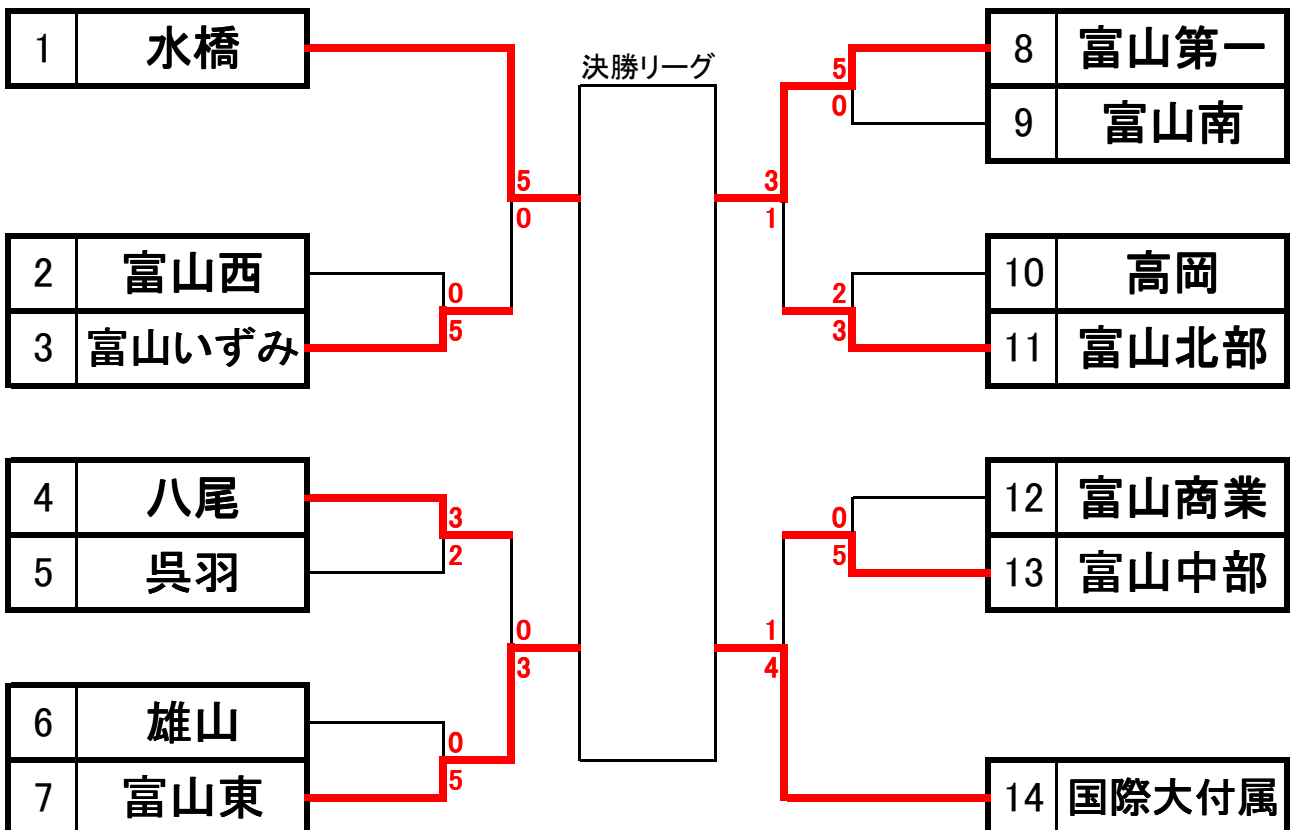 1 水橋
2 富山西
3 富山いずみ
4 八尾
5 呉羽
6 雄山
7 富山東
5
0
0
5
3
2
0
3
0
5
決勝リーグ
5
0
3
1
2
3
0
5
1
4
8 富山第一
9 富山南
10 高岡
11 富山北部
12 富山商業
13 富山中部
14 国際大付属